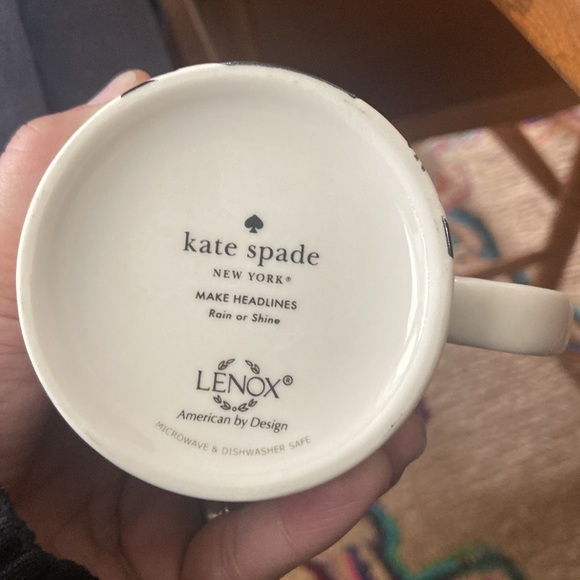 kate spade
NEW YORK®
MAKE HEADLINES
Rain or Shine
LENOX®
American by Design
MICROWAVE & DISHWASHER SAFE